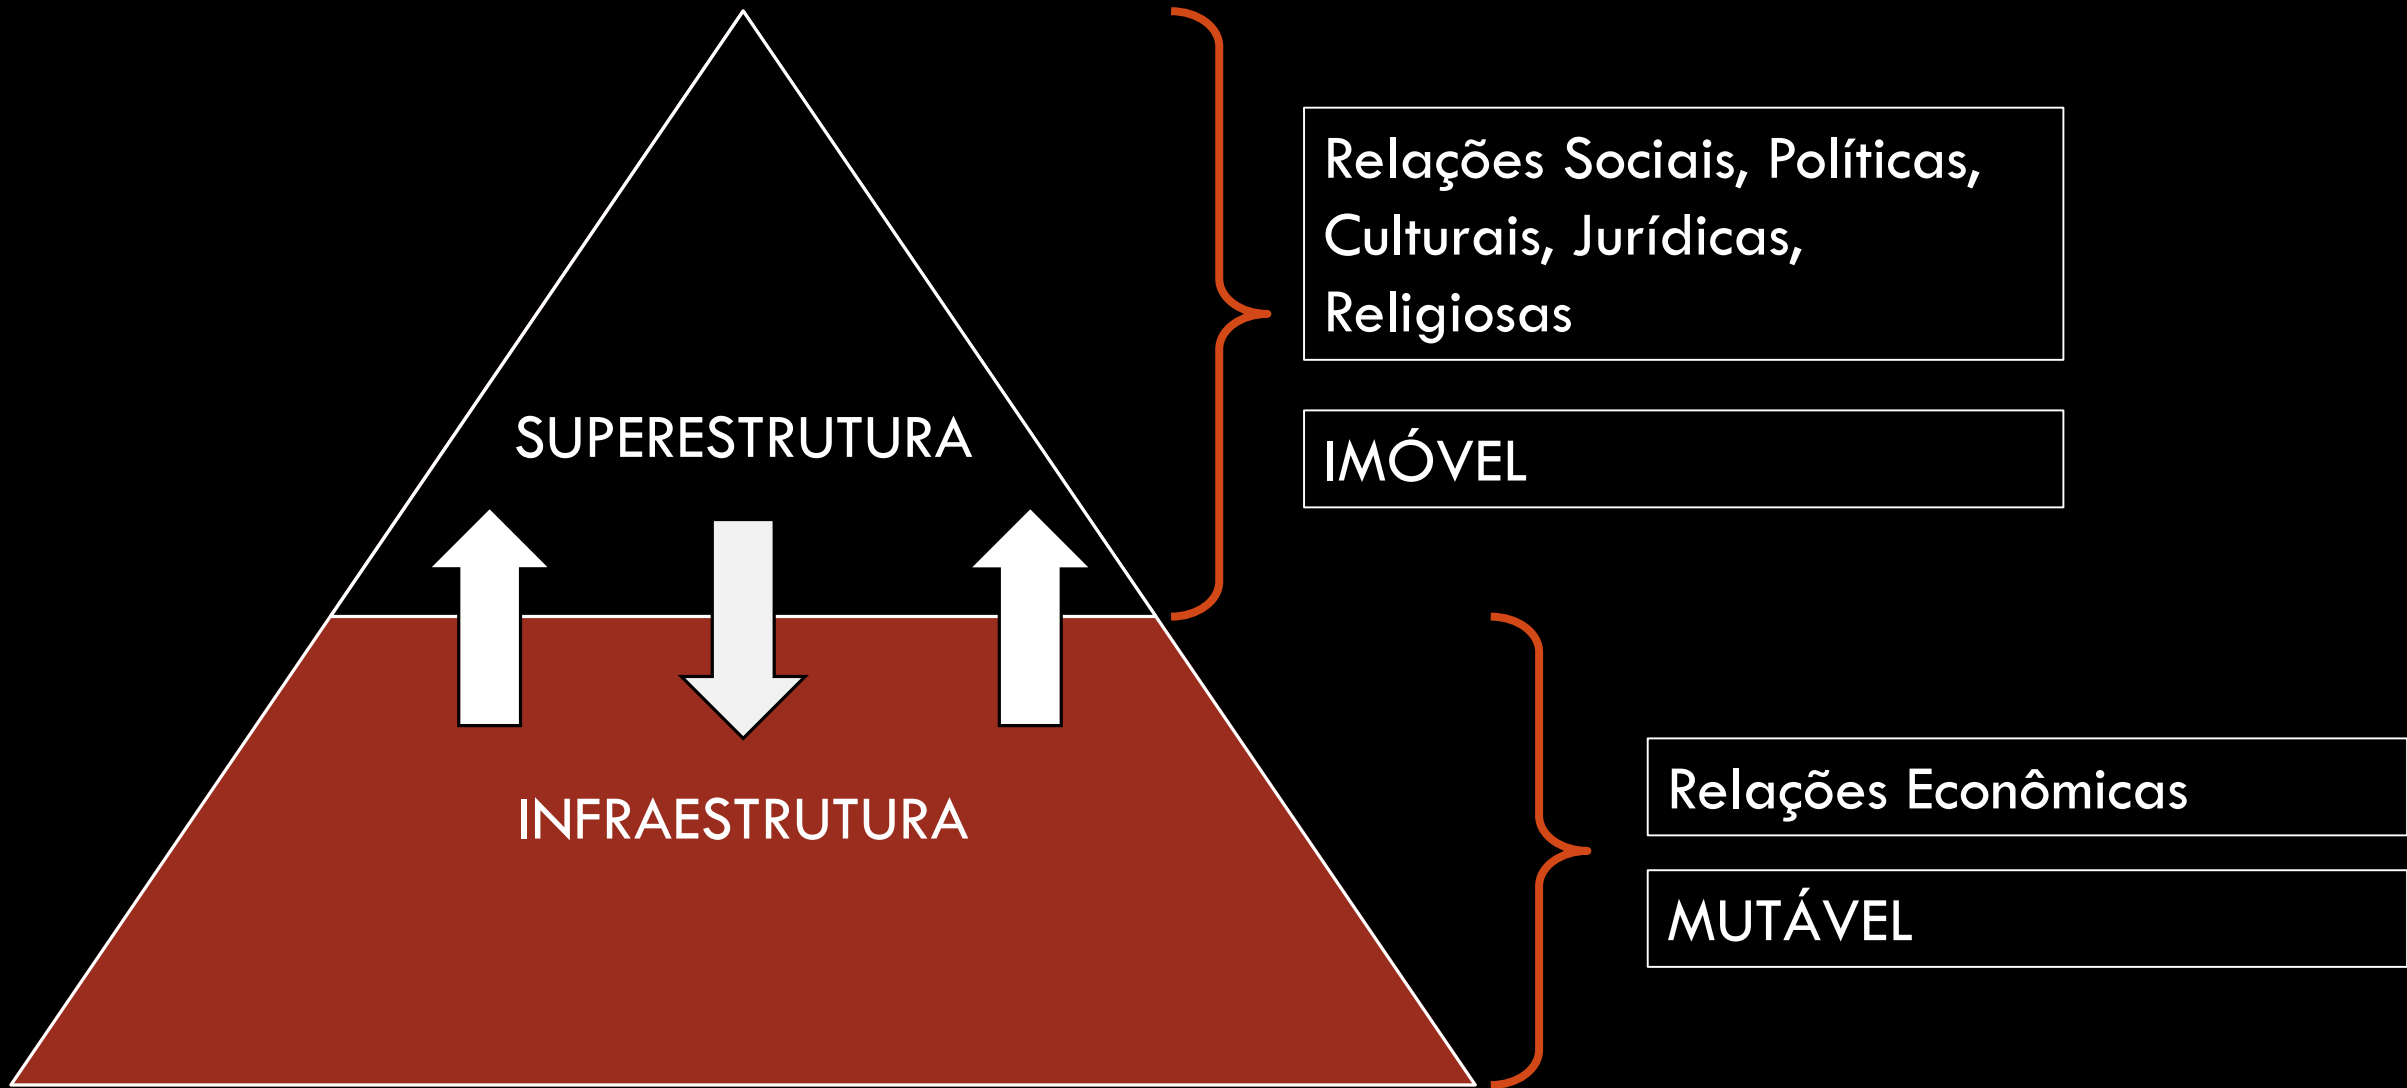 Relações Sociais, Políticas,
Culturais, Jurídicas,
Religiosas
SUPERESTRUTURA
IMÓVEL
INFRAESTRUTURA
Relações Econômicas
MUTÁVEL